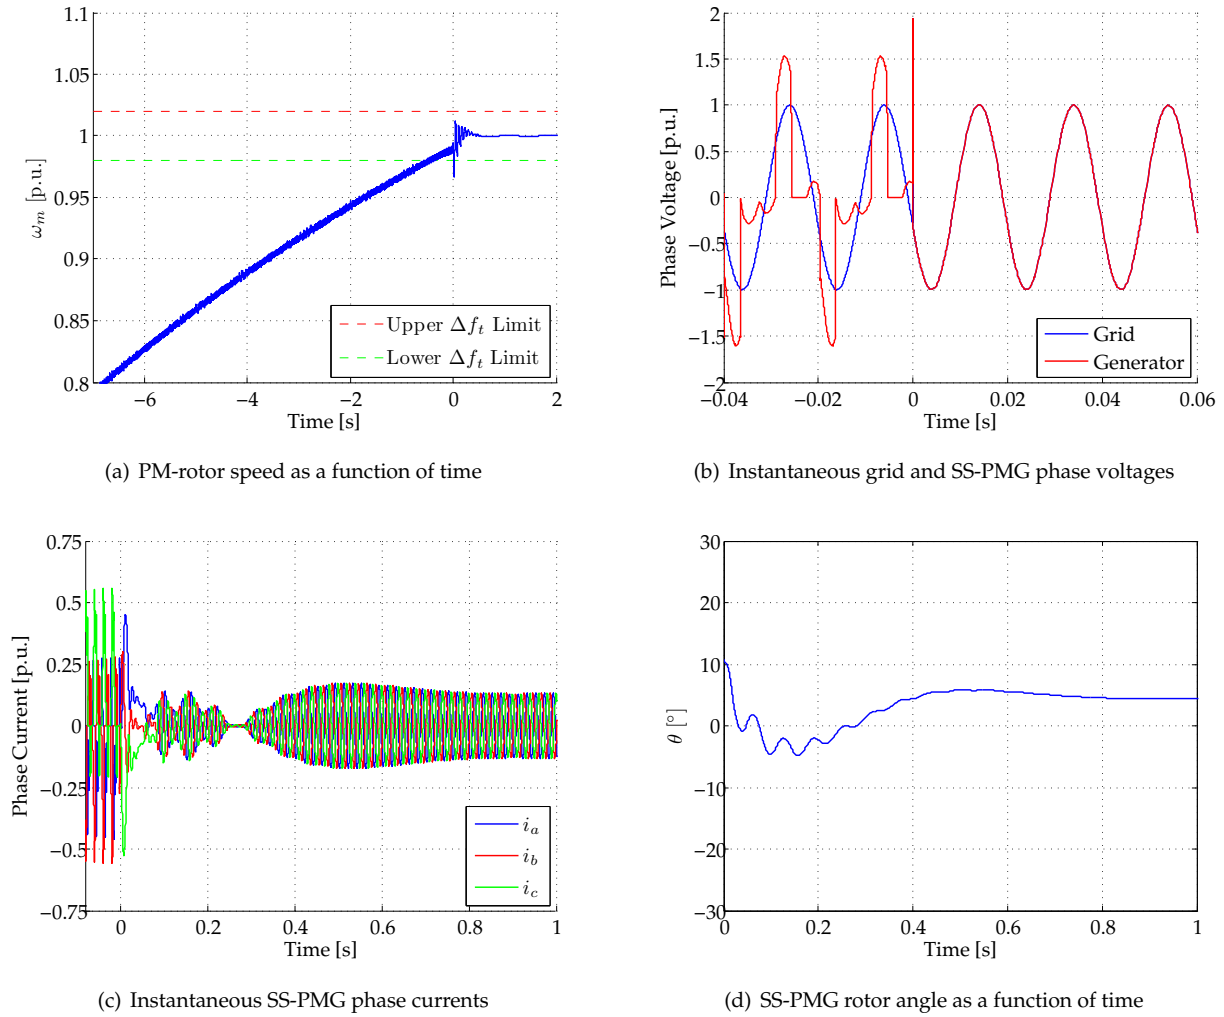 1.1
1.05
1
0.95
0.9
0.85
0.8
ω_m [p.u.]
Upper Δf_t Limit
Lower Δf_t Limit
−6 −4 −2 0 2
Time [s]
(a) PM-rotor speed as a function of time
2
1.5
1
0.5
0
−0.5
−1
−1.5
−2
Phase Voltage [p.u.]
Grid
Generator
−0.04 −0.02 0 0.02 0.04 0.06
Time [s]
(b) Instantaneous grid and SS-PMG phase voltages
0.75
0.5
0.25
0
−0.25
−0.5
−0.75
Phase Current [p.u.]
i_a
i_b
i_c
0 0.2 0.4 0.6 0.8 1
Time [s]
(c) Instantaneous SS-PMG phase currents
30
20
10
0
−10
−20
−30
θ [°]
0 0.2 0.4 0.6 0.8 1
Time [s]
(d) SS-PMG rotor angle as a function of time